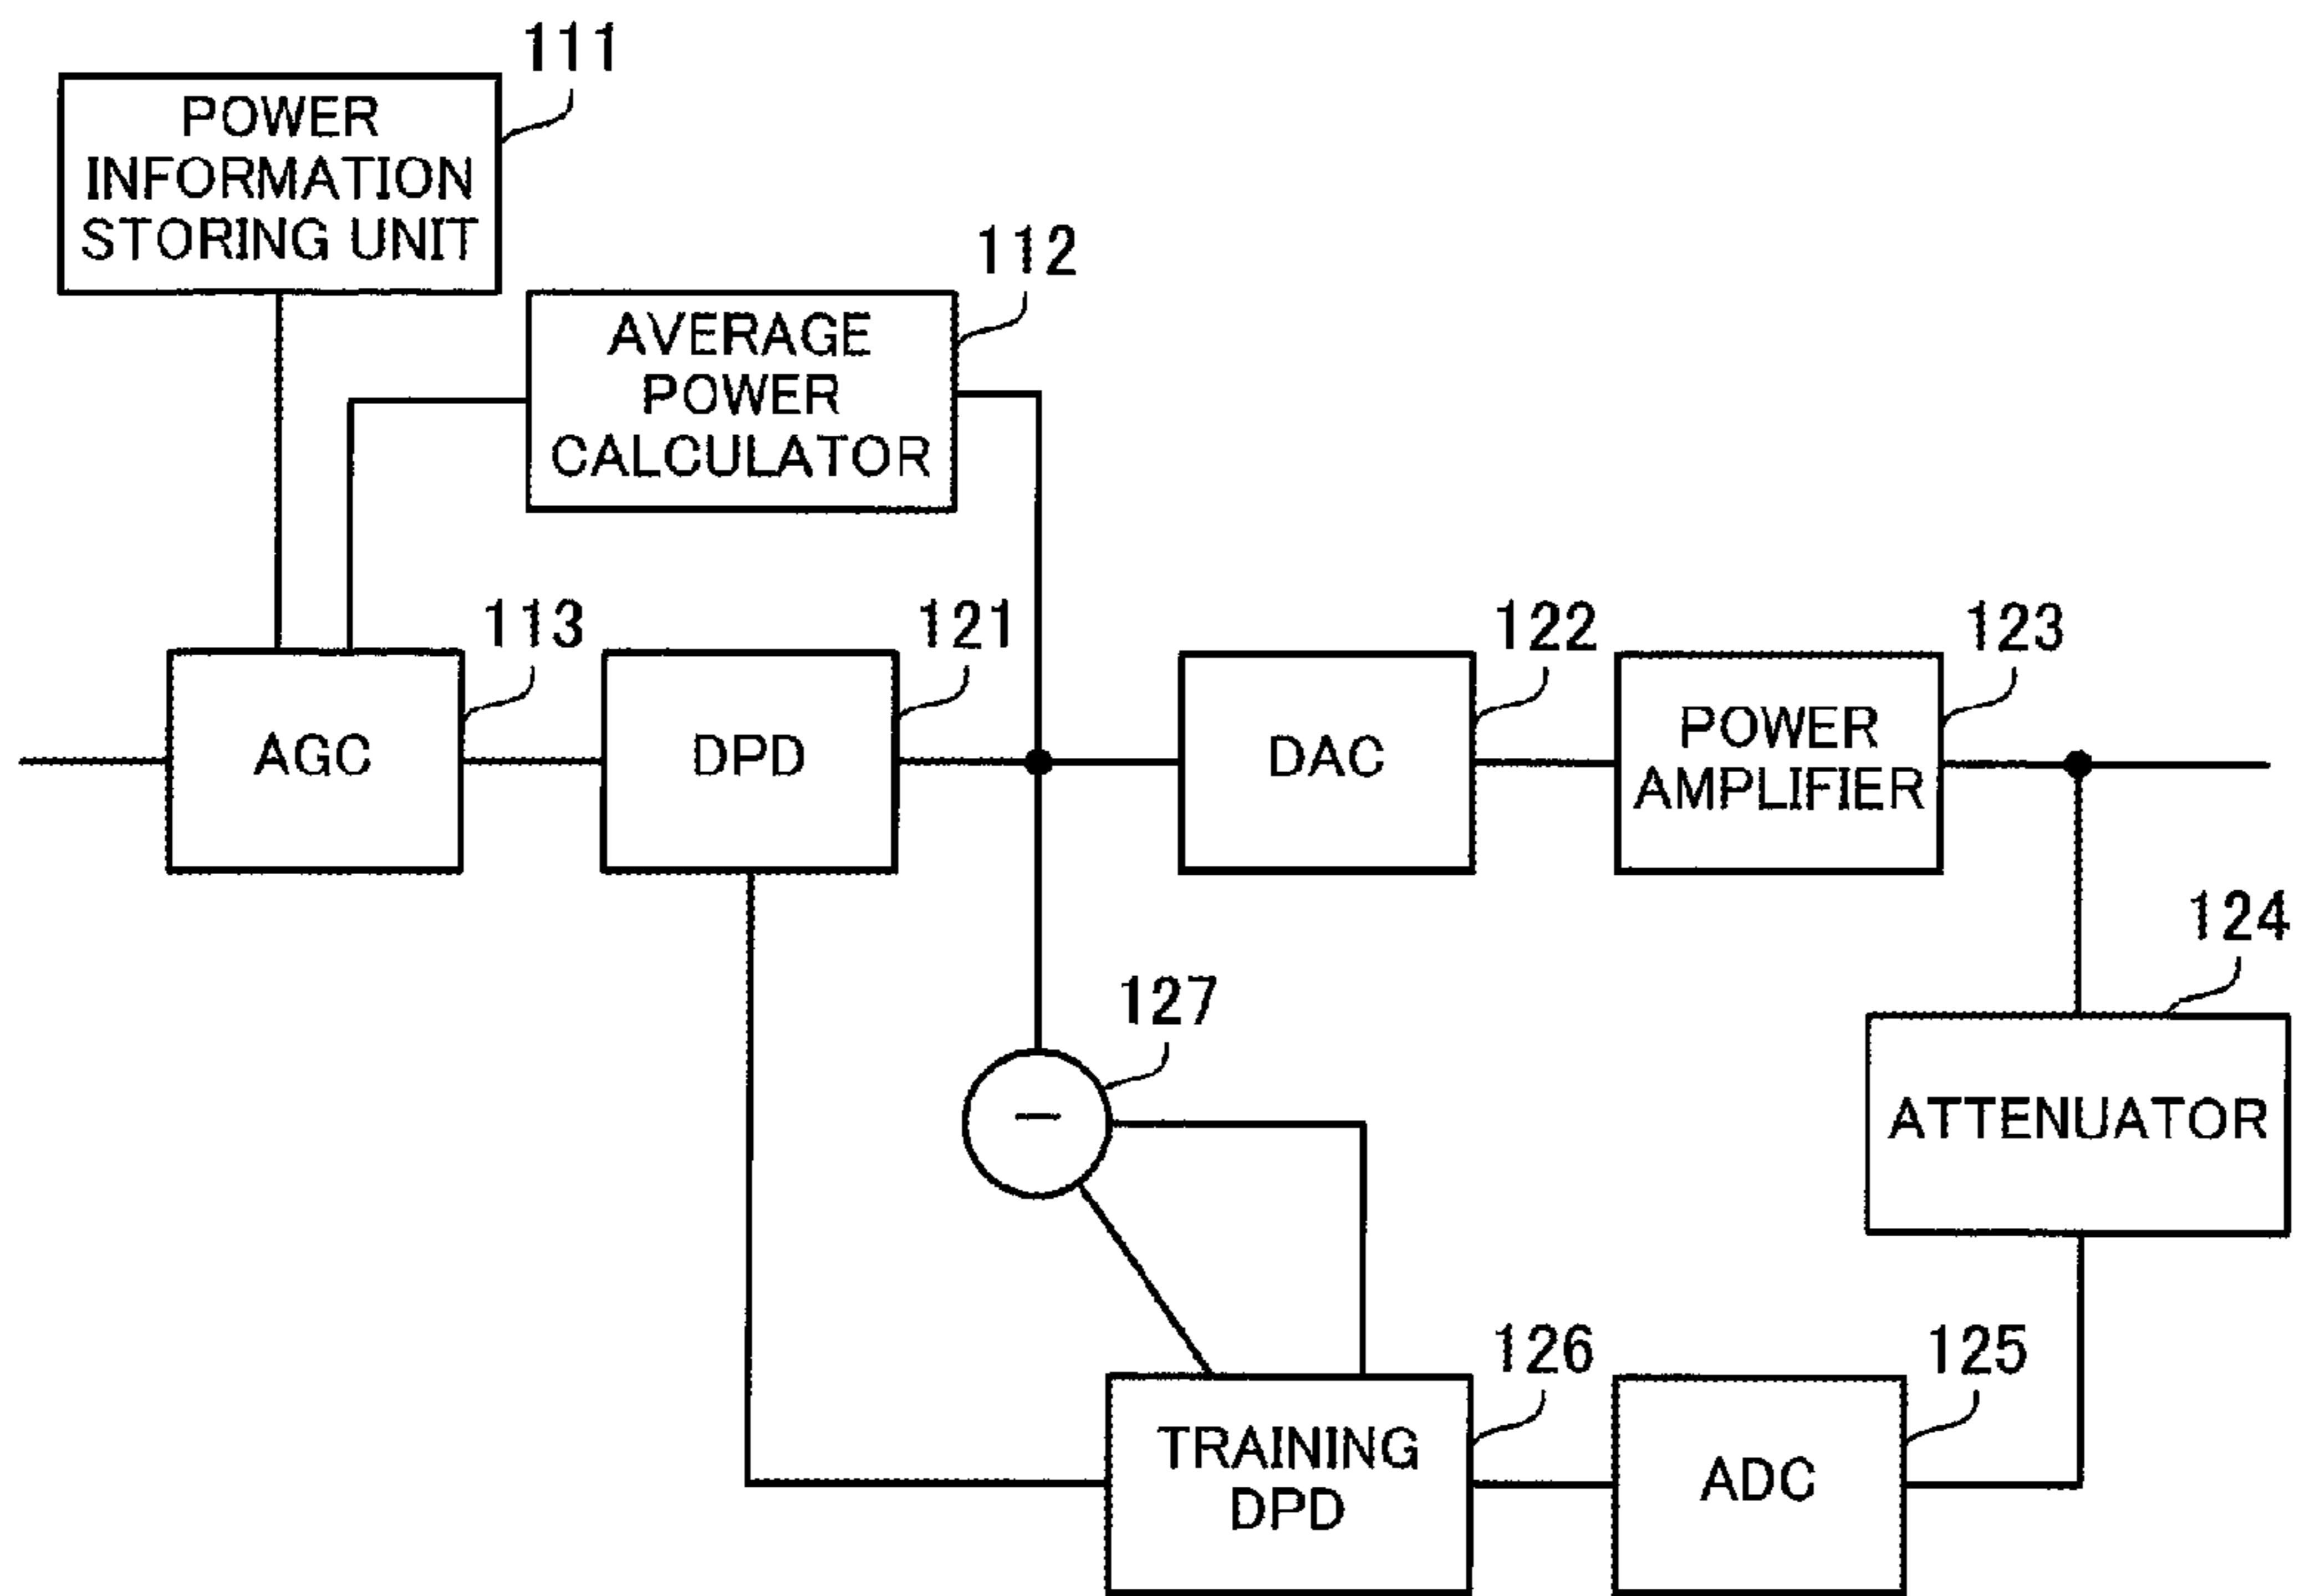 111
POWER
INFORMATION
STORING UNIT
112
AVERAGE
POWER
CALCULATOR
113
121
122
123
AGC
DPD
DAC
POWER
AMPLIFIER
124
127
—
ATTENUATOR
126
125
TRAINING
DPD
ADC